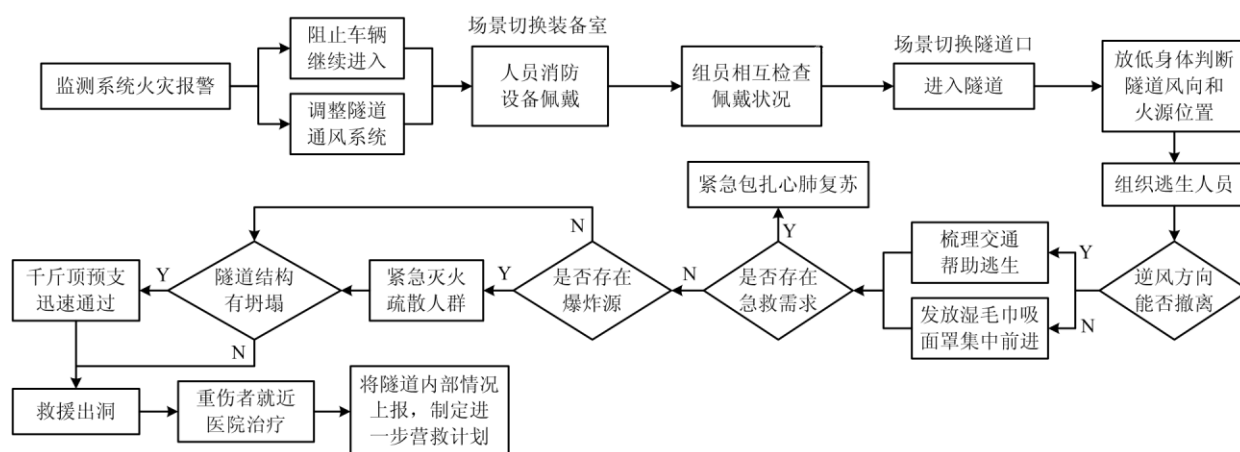 监测系统火灾报警
阻止车辆
继续进入
调整隧道
通风系统
场景切换装备室
人员消防
设备佩戴
组员相互检查
佩戴状况
场景切换隧道口
进入隧道
放低身体判断
隧道风向和
火源位置
组织逃生人员
逆风方向
能否撤离
Y
N
梳理交通
帮助逃生
发放湿毛巾吸
面罩集中前进
是否存在
急救需求
Y
紧急包扎心肺复苏
N
是否存在
爆炸源
N
Y
紧急灭火
疏散人群
隧道结构
有坍塌
Y
N
千斤顶预支
迅速通过
救援出洞
重伤者就近
医院治疗
将隧道内部情况
上报，制定进
一步营救计划